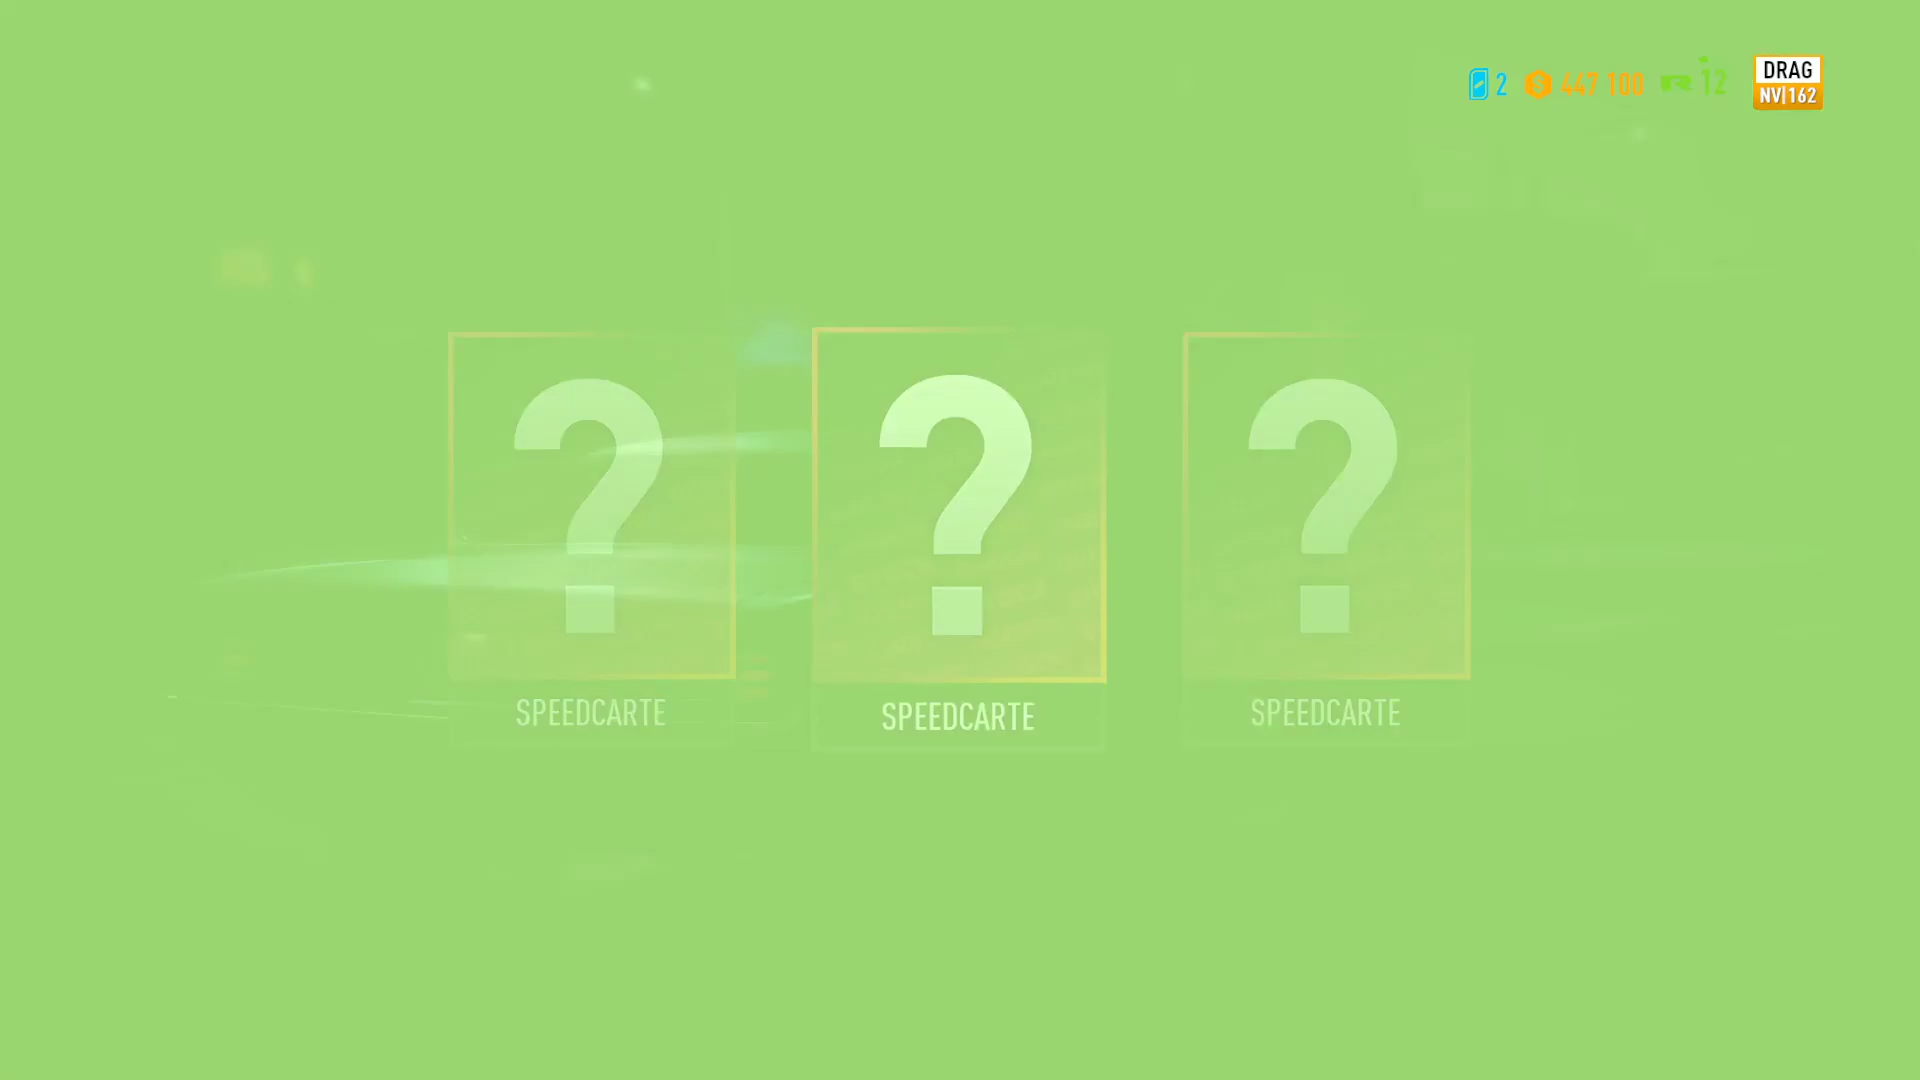 2 447 100 12
DRAG
NV|162
?
?
?
SPEEDCARTE
SPEEDCARTE
SPEEDCARTE